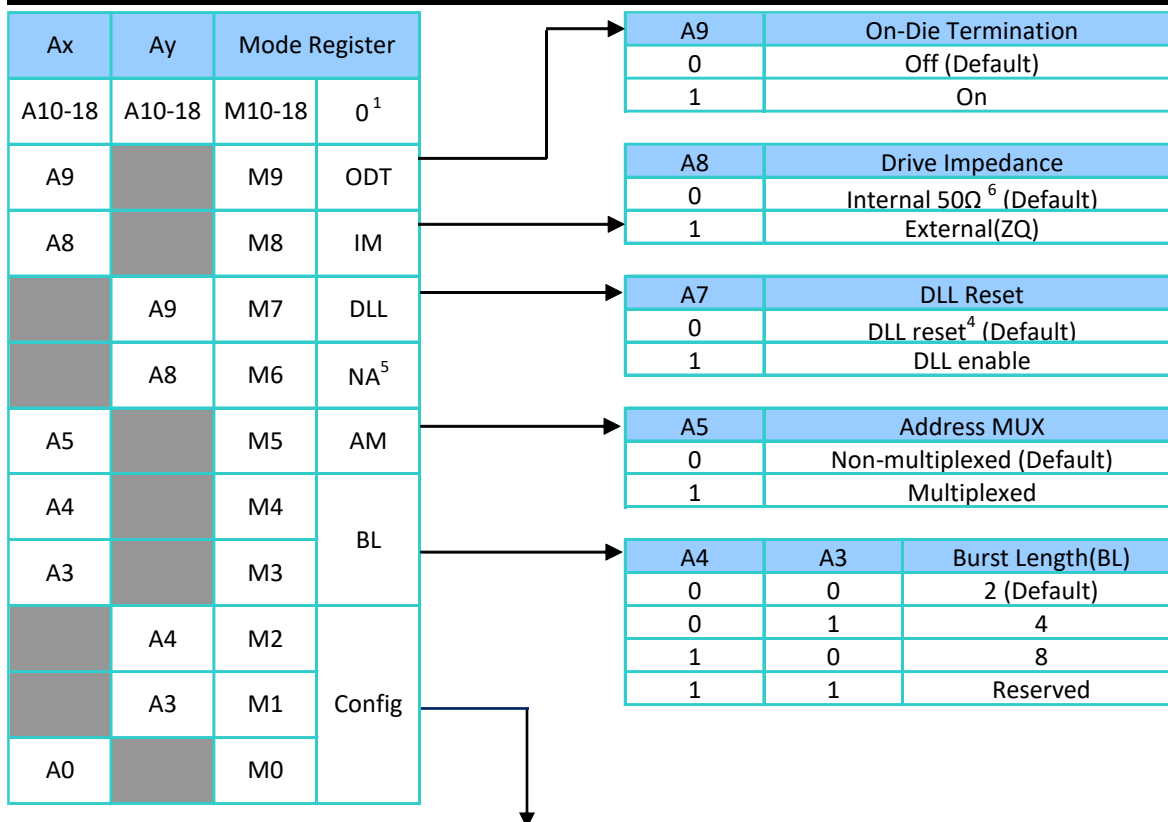 Ax Ay Mode Register
A10-18 A10-18 M10-18 0¹
A9 M9 ODT
A8 M8 IM
A9 M7 DLL
A8 M6 NA⁵
A5 M5 AM
A4 M4
BL
A3 M3
A4 M2
A3 M1 Config
A0 M0
A9 On-Die Termination
0 Off (Default)
1 On
A8 Drive Impedance
0 Internal 50Ω ⁶ (Default)
1 External(ZQ)
A7 DLL Reset
0 DLL reset⁴ (Default)
1 DLL enable
A5 Address MUX
0 Non-multiplexed (Default)
1 Multiplexed
A4 A3 Burst Length(BL)
0 0 2 (Default)
0 1 4
1 0 8
1 1 Reserved